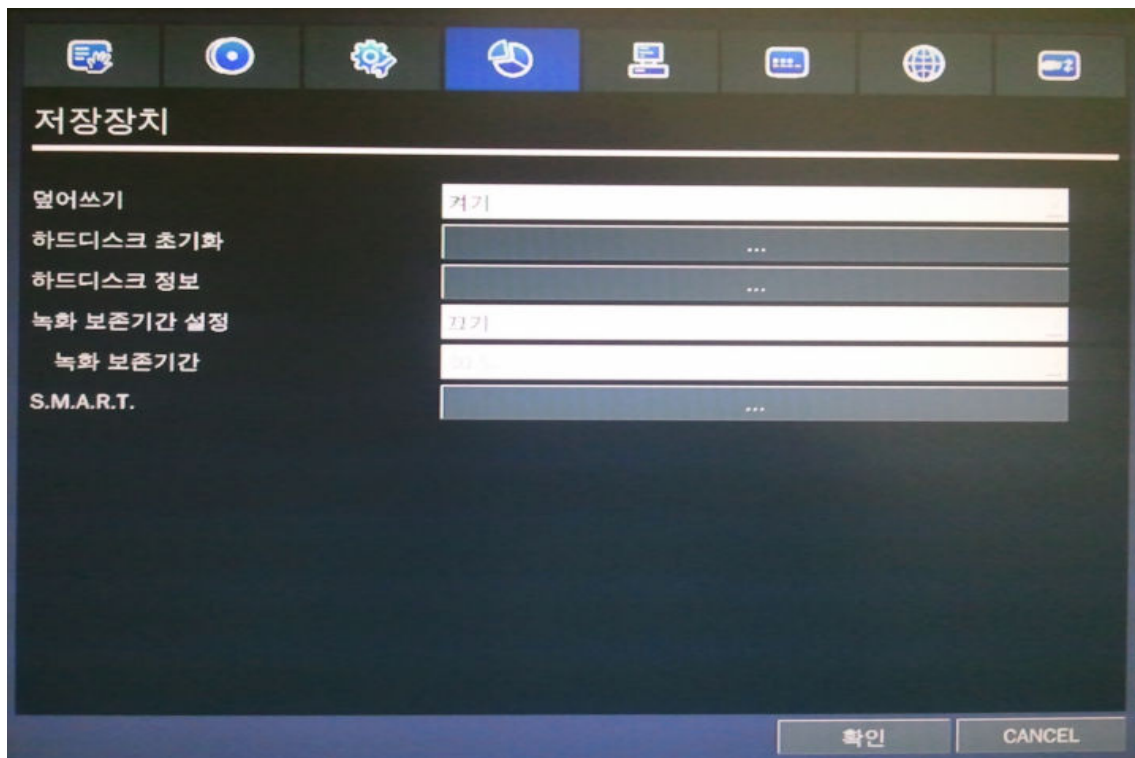 저장장치
덮어쓰기 켜기
하드디스크 초기화 ...
하드디스크 정보 ...
녹화 보존기간 설정 끄기
녹화 보존기간
S.M.A.R.T. ...
확인 CANCEL